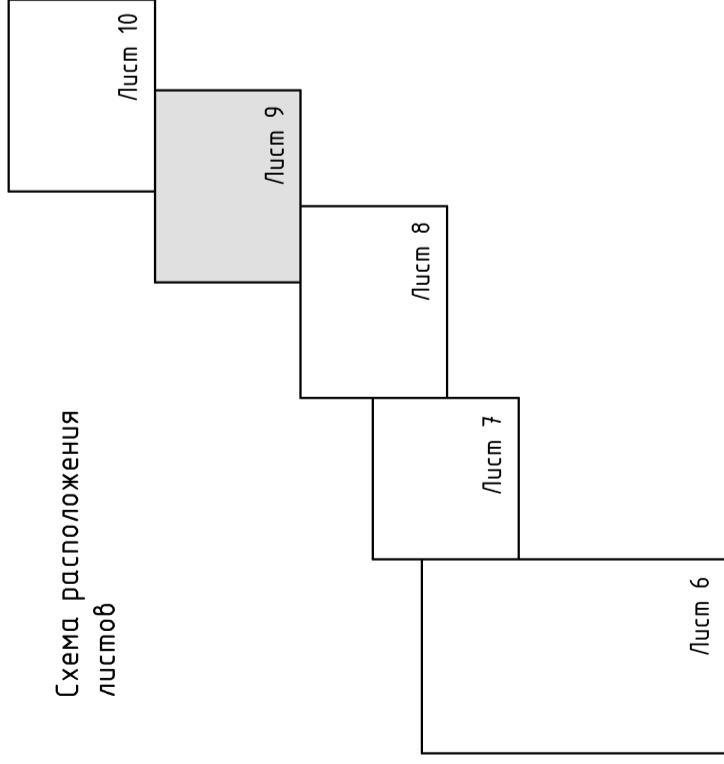 Схема расположения
листов
Лист 6
Лист 7
Лист 8
Лист 9
Лист 10